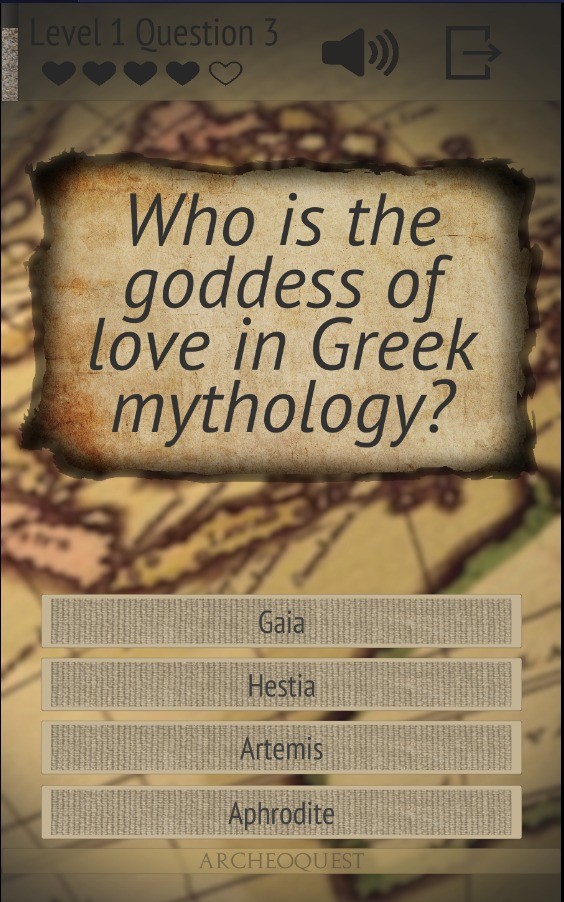 Level 1 Question 3
Who is the
goddess of
love in Greek
mythology?
Gaia
Hestia
Artemis
Aphrodite
ARCHEOQUEST